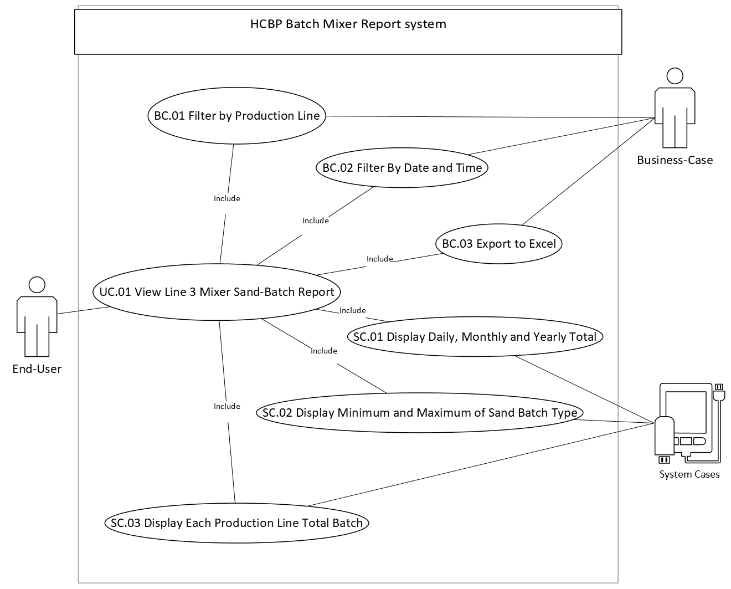 HCBP Batch Mixer Report system
BC.01 Filter by Production Line
Business-Case
BC.02 Filter By Date and Time
Include
Include
BC.03 Export to Excel
Include
UC.01 View Line 3 Mixer Sand-Batch Report
Include
SC.01 Display Daily, Monthly and Yearly Total
End-User
Include
Include
SC.02 Display Minimum and Maximum of Sand Batch Type
System Cases
SC.03 Display Each Production Line Total Batch